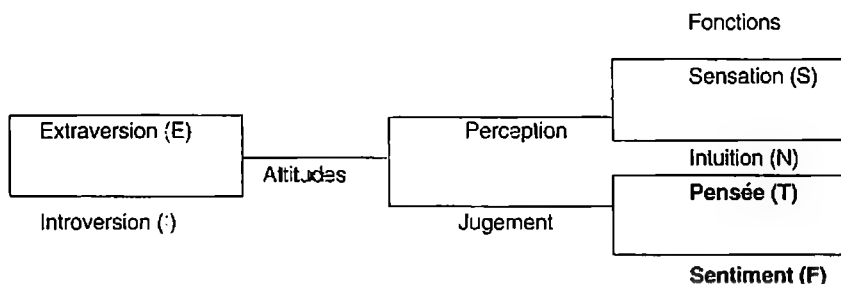 Fonctions
Sensation (S)
Extraversion (E)
Perception
Intuition (N)
Attitudes
Pensée (T)
Introversion (:)
Jugement
Sentiment (F)